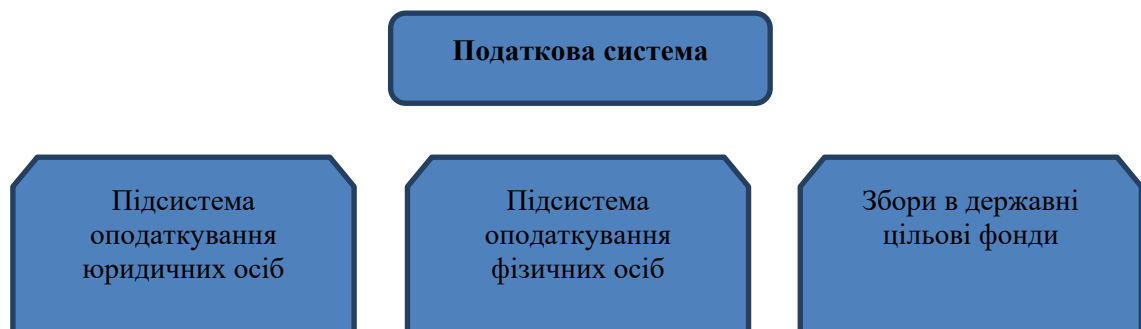 Податкова система
Підсистема
оподаткування
юридичних осіб
Підсистема
оподаткування
фізичних осіб
Збори в державні
цільові фонди